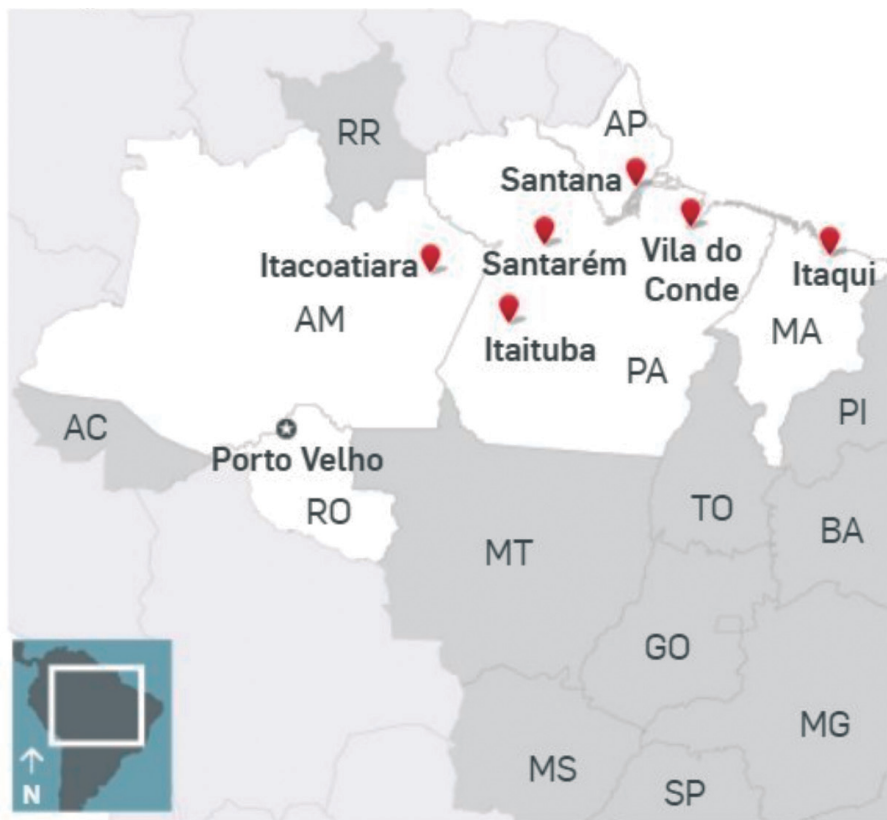 RR
AP
Santana
Itacoatiara
Santarém
Vila do
Conde
Itaqui
AM
Itaituba
MA
PA
AC
PI
Porto Velho
RO
TO
BA
MT
GO
MG
MS
SP
N